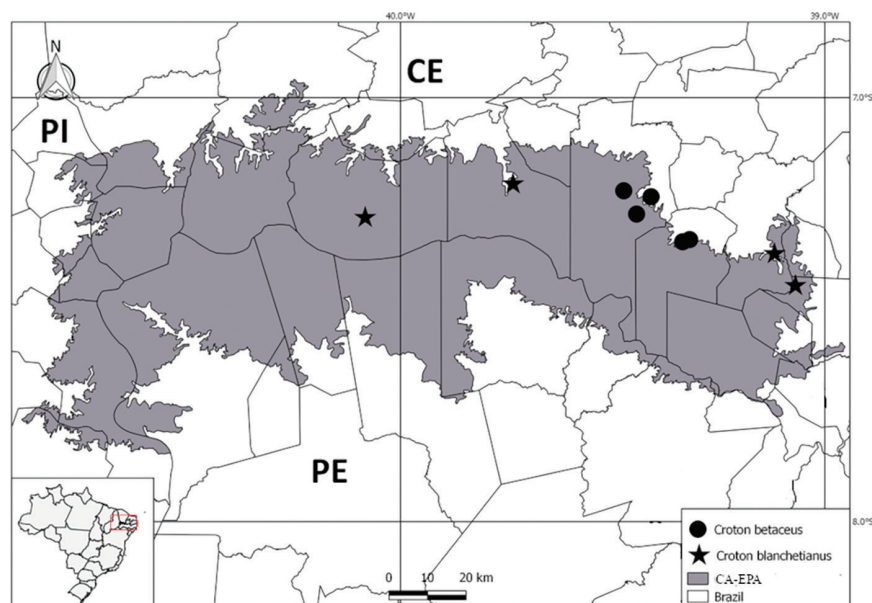 40.0°W
39.0°W
N
CE
7.0°S
PI
PE
8.0°S
Croton betaceus
Croton blanchetianus
CA-EPA
Brazil
0 10 20 km